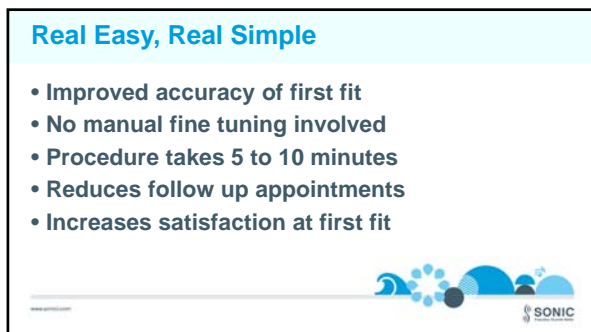 Real Easy, Real Simple
• Improved accuracy of first fit
• No manual fine tuning involved
• Procedure takes 5 to 10 minutes
• Reduces follow up appointments
• Increases satisfaction at first fit
SONIC